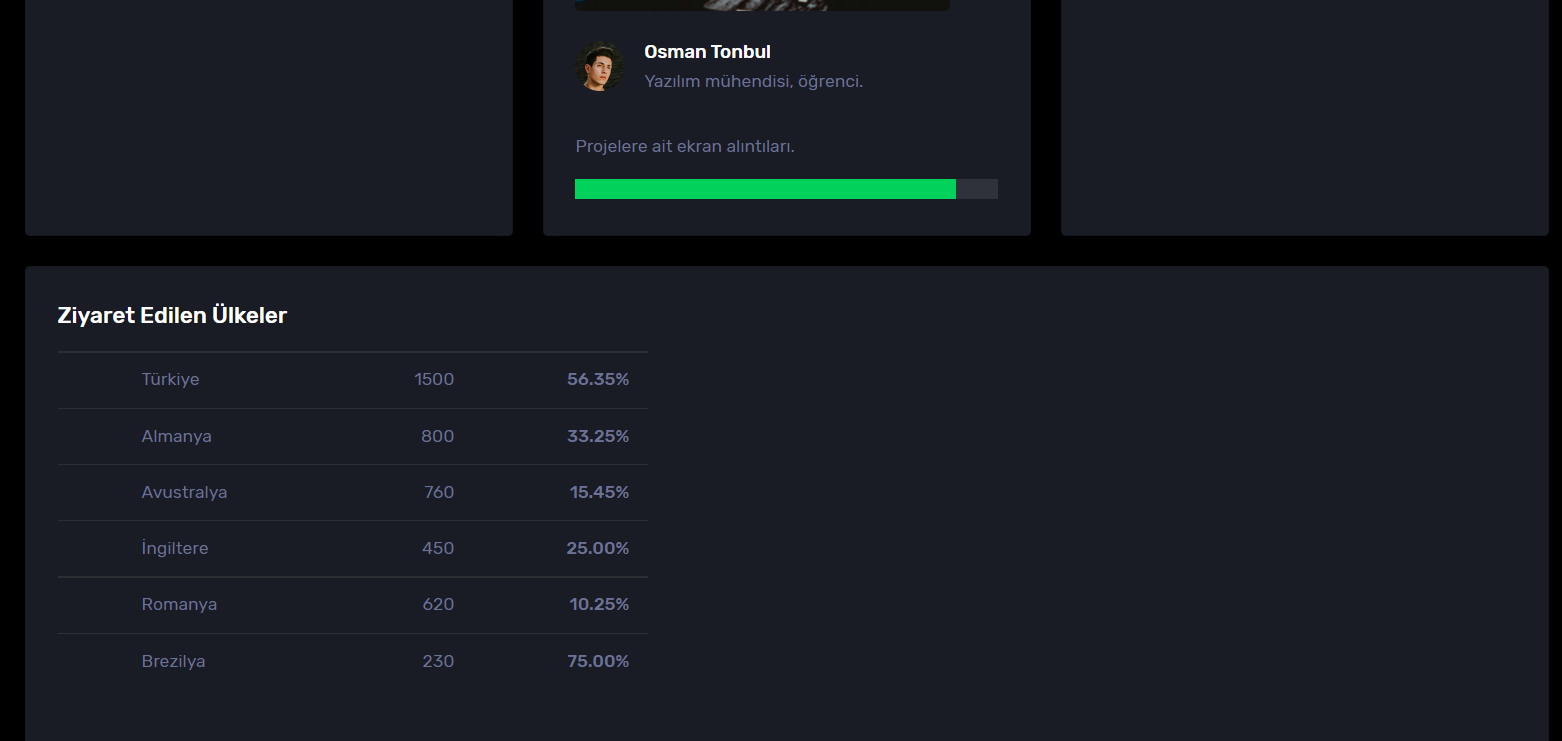 Osman Tonbul
Yazılım mühendisi, öğrenci.
Projelere ait ekran alıntıları.
Ziyaret Edilen Ülkeler
Türkiye 1500 56.35%
Almanya 800 33.25%
Avustralya 760 15.45%
İngiltere 450 25.00%
Romanya 620 10.25%
Brezilya 230 75.00%